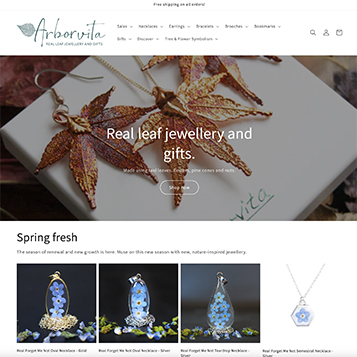 Free shipping on all orders!
Arborvita
REAL LEAF JEWELLERY AND GIFTS
Sales Necklaces Earrings Bracelets Brooches Bookmarks
Gifts Discover Tree & Flower Symbolism
Real leaf jewellery and
gifts.
Made using real leaves, flowers, pine cones and nuts.
Shop Now
vita
Spring fresh
The season of renewal and new growth is here. Muse on this new season with new, nature-inspired jewellery.
Real Forget Me Not Oval Necklace - Gold
Real Forget Me Not Oval Necklace - Silver
Real Forget Me Not Tear Drop Necklace -
Silver
Real Forget Me Not Hexagonal Necklace -
Silver